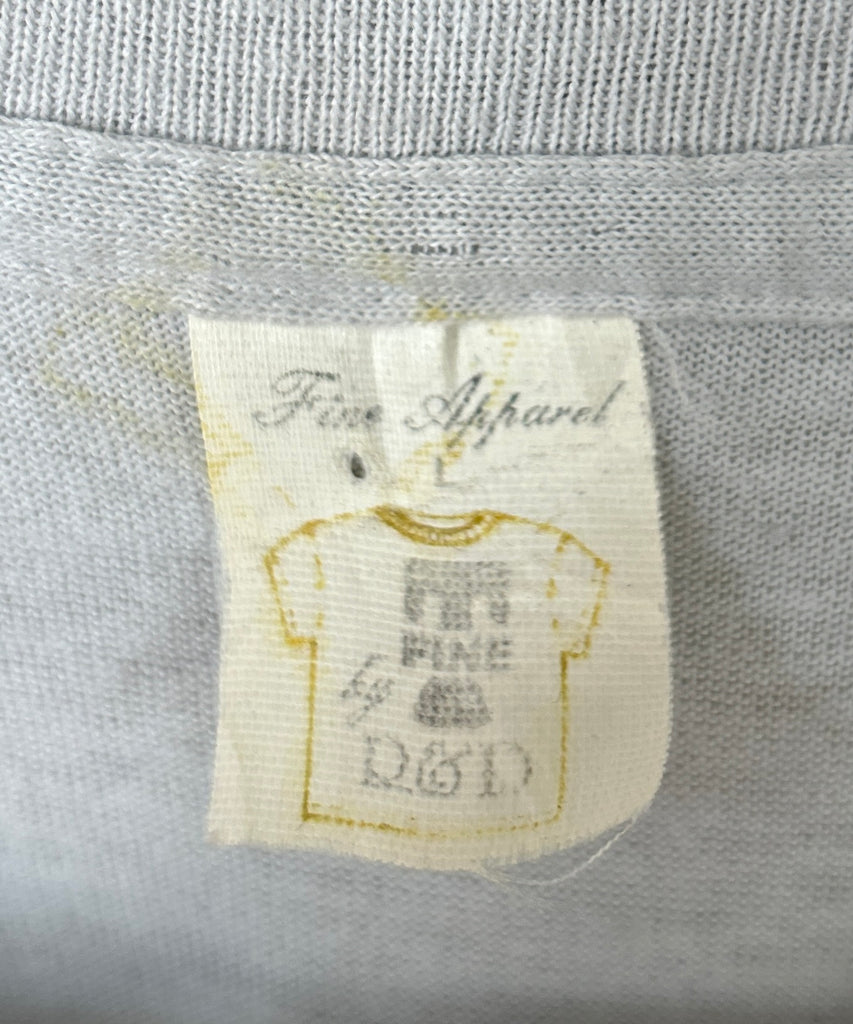 Fine Apparel
L
FINE
by
R&D